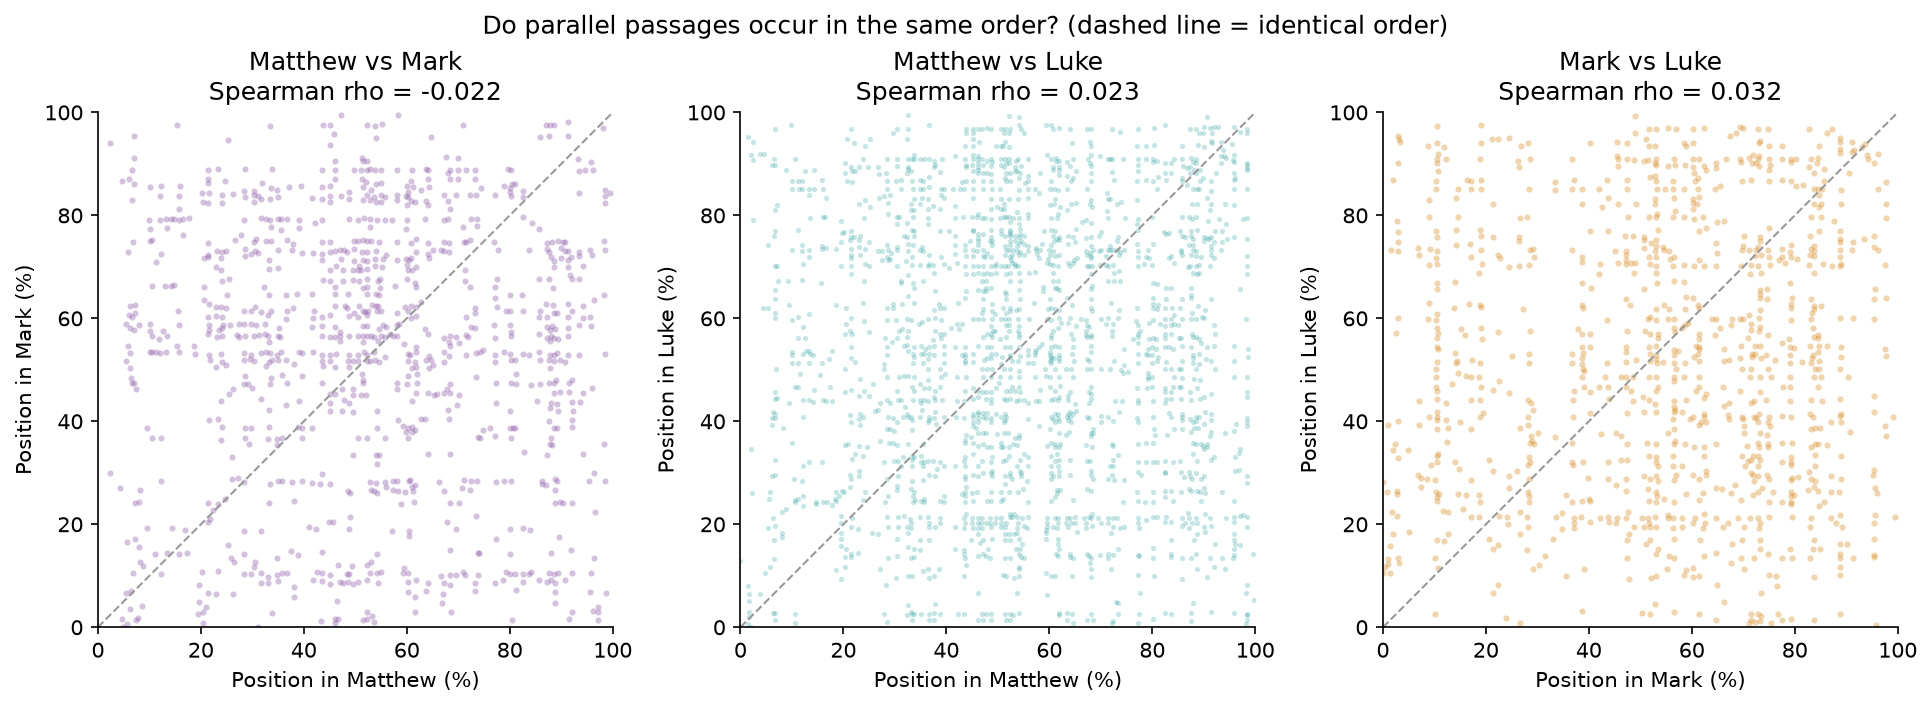 Do parallel passages occur in the same order? (dashed line = identical order)
Matthew vs Mark
Spearman rho = -0.022
100
80
60
40
20
0
Position in Mark (%)
0 20 40 60 80 100
Position in Matthew (%)
Matthew vs Luke
Spearman rho = 0.023
100
80
60
40
20
0
Position in Luke (%)
0 20 40 60 80 100
Position in Matthew (%)
Mark vs Luke
Spearman rho = 0.032
100
80
60
40
20
0
Position in Luke (%)
0 20 40 60 80 100
Position in Mark (%)